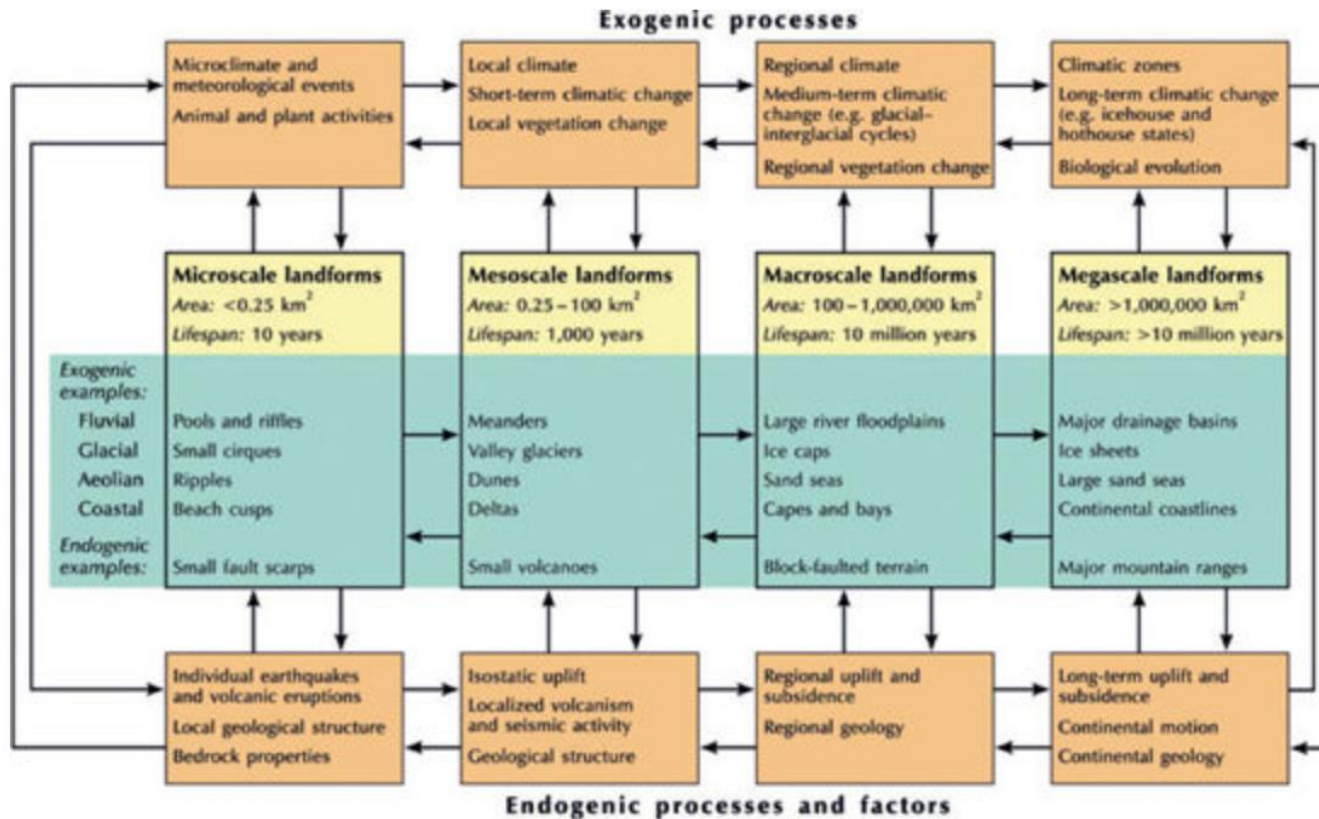 Exogenic processes
Microclimate and
meteorological events
Animal and plant activities
Local climate
Short-term climatic change
Local vegetation change
Regional climate
Medium-term climatic
change (e.g. glacial–
interglacial cycles)
Regional vegetation change
Climatic zones
Long-term climatic change
(e.g. icehouse and
hothouse states)
Biological evolution
Microscale landforms
Area: <0.25 km²
Lifespan: 10 years
Mesoscale landforms
Area: 0.25 – 100 km²
Lifespan: 1,000 years
Macroscale landforms
Area: 100 – 1,000,000 km²
Lifespan: 10 million years
Megascale landforms
Area: >1,000,000 km²
Lifespan: >10 million years
Exogenic
examples:
Fluvial Pools and riffles Meanders Large river floodplains Major drainage basins
Glacial Small cirques Valley glaciers Ice caps Ice sheets
Aeolian Ripples Dunes Sand seas Large sand seas
Coastal Beach cusps Deltas Capes and bays Continental coastlines
Endogenic
examples: Small fault scarps Small volcanoes Block-faulted terrain Major mountain ranges
Individual earthquakes
and volcanic eruptions
Local geological structure
Bedrock properties
Isostatic uplift
Localized volcanism
and seismic activity
Geological structure
Regional uplift and
subsidence
Regional geology
Long-term uplift and
subsidence
Continental motion
Continental geology
Endogenic processes and factors